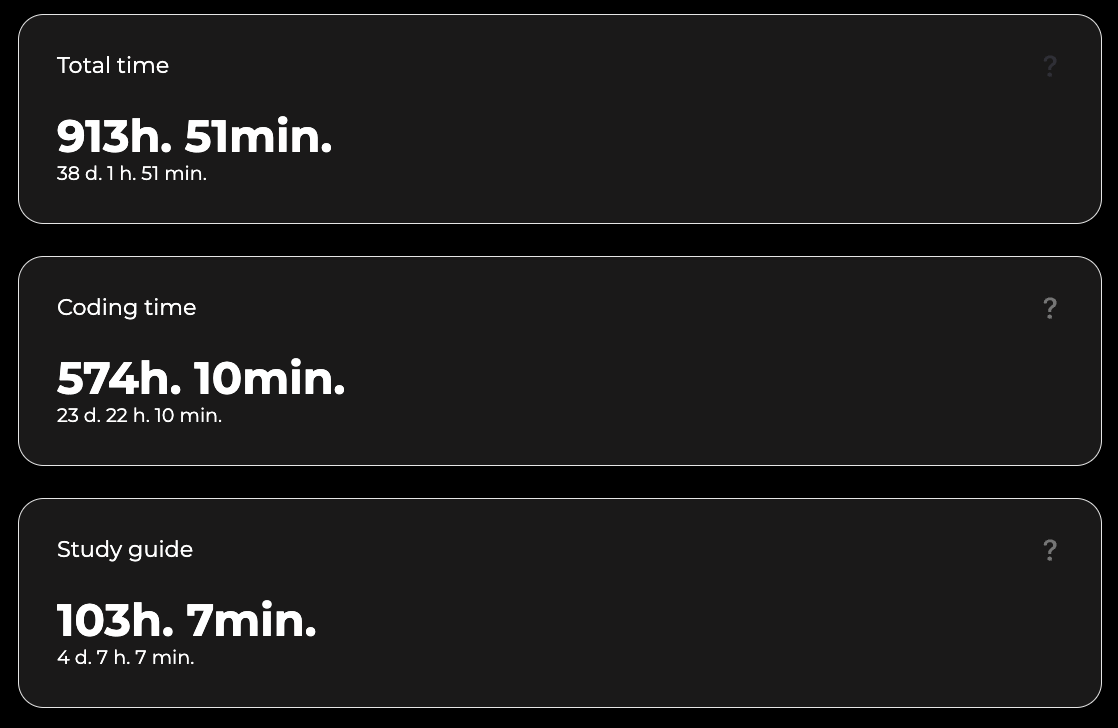 Total time
?
913h. 51min.
38 d. 1 h. 51 min.
Coding time
?
574h. 10min.
23 d. 22 h. 10 min.
Study guide
?
103h. 7min.
4 d. 7 h. 7 min.